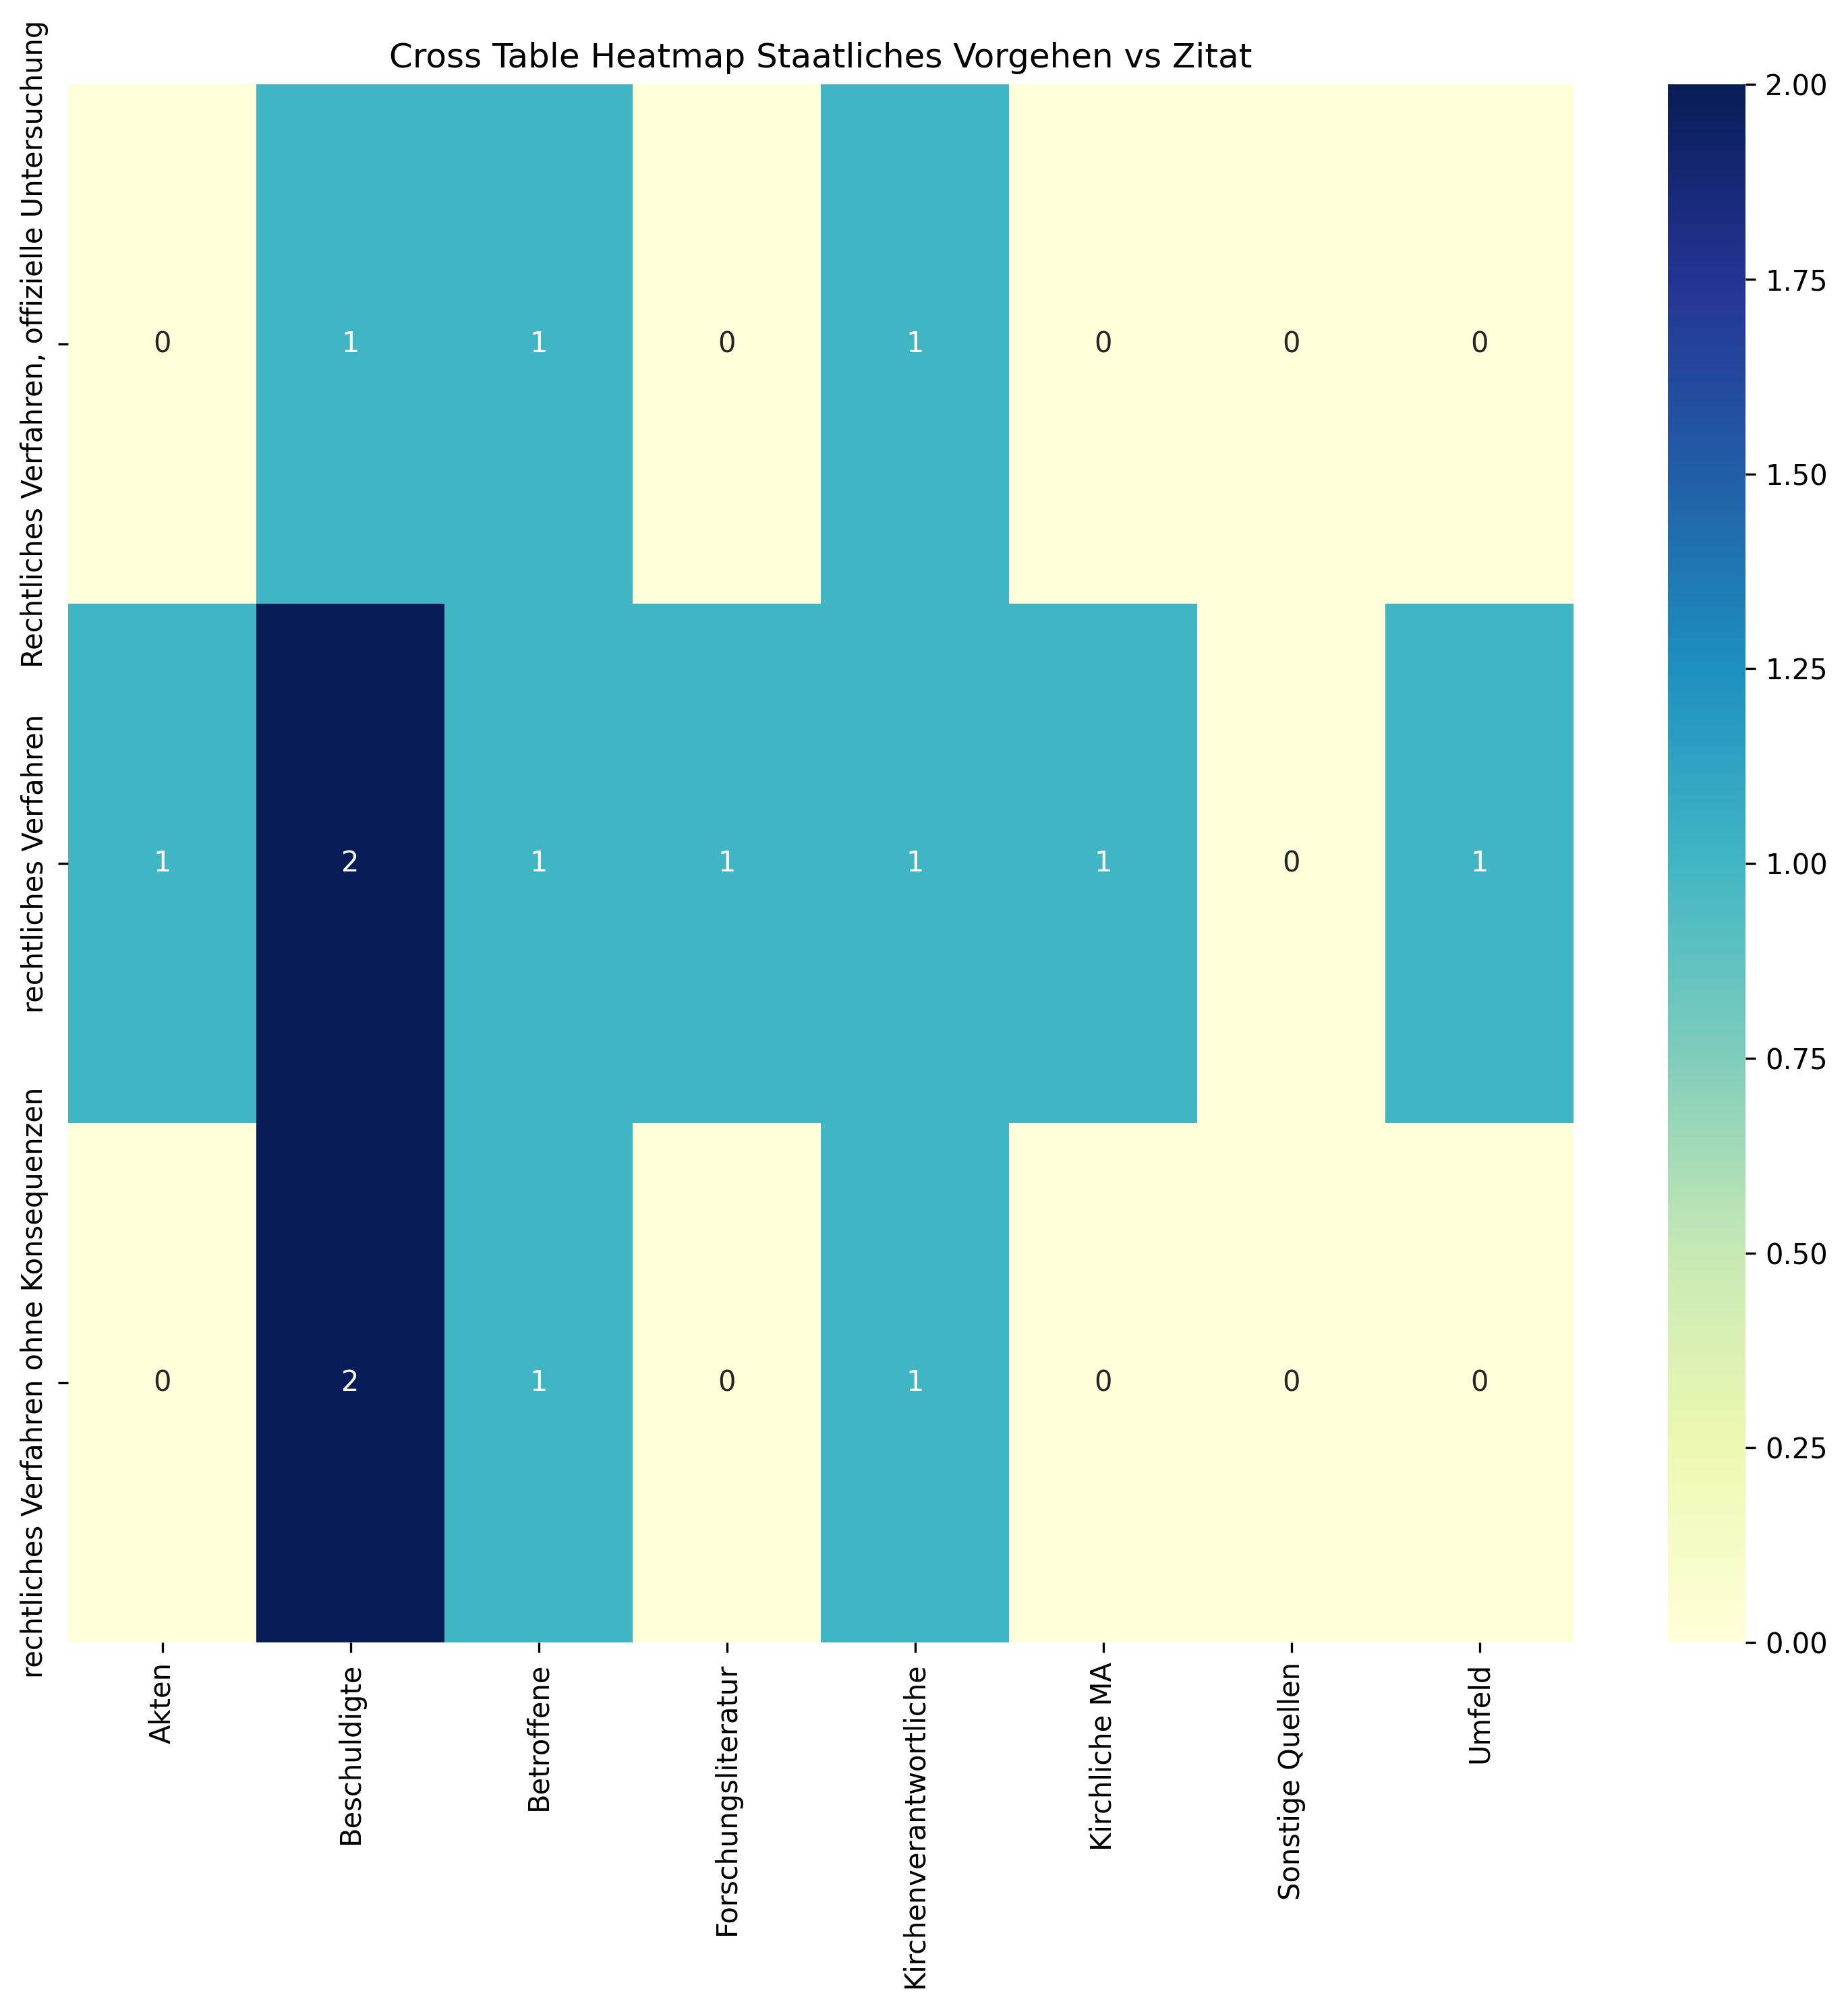 Cross Table Heatmap Staatliches Vorgehen vs Zitat
Rechtliches Verfahren, offizielle Untersuchung
0 1 1 0 1 0 0 0
rechtliches Verfahren
1 2 1 1 1 1 0 1
rechtliches Verfahren ohne Konsequenzen
0 2 1 0 1 0 0 0
Akten
Beschuldigte
Betroffene
Forschungsliteratur
Kirchenverantwortliche
Kirchliche MA
Sonstige Quellen
Umfeld
2.00
1.75
1.50
1.25
1.00
0.75
0.50
0.25
0.00